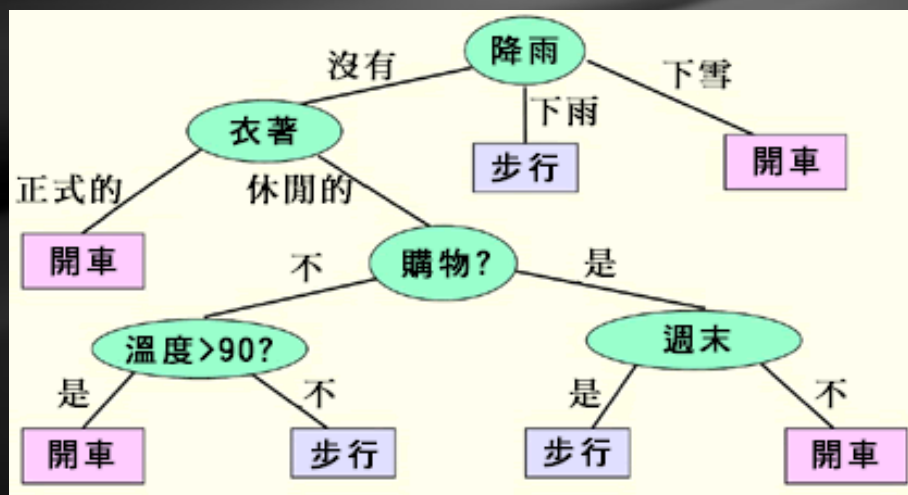 降雨
沒有
下雪
衣著
下雨
步行
開車
正式的
休閒的
開車
不
購物?
是
溫度>90?
週末
是
不
是
不
開車
步行
步行
開車